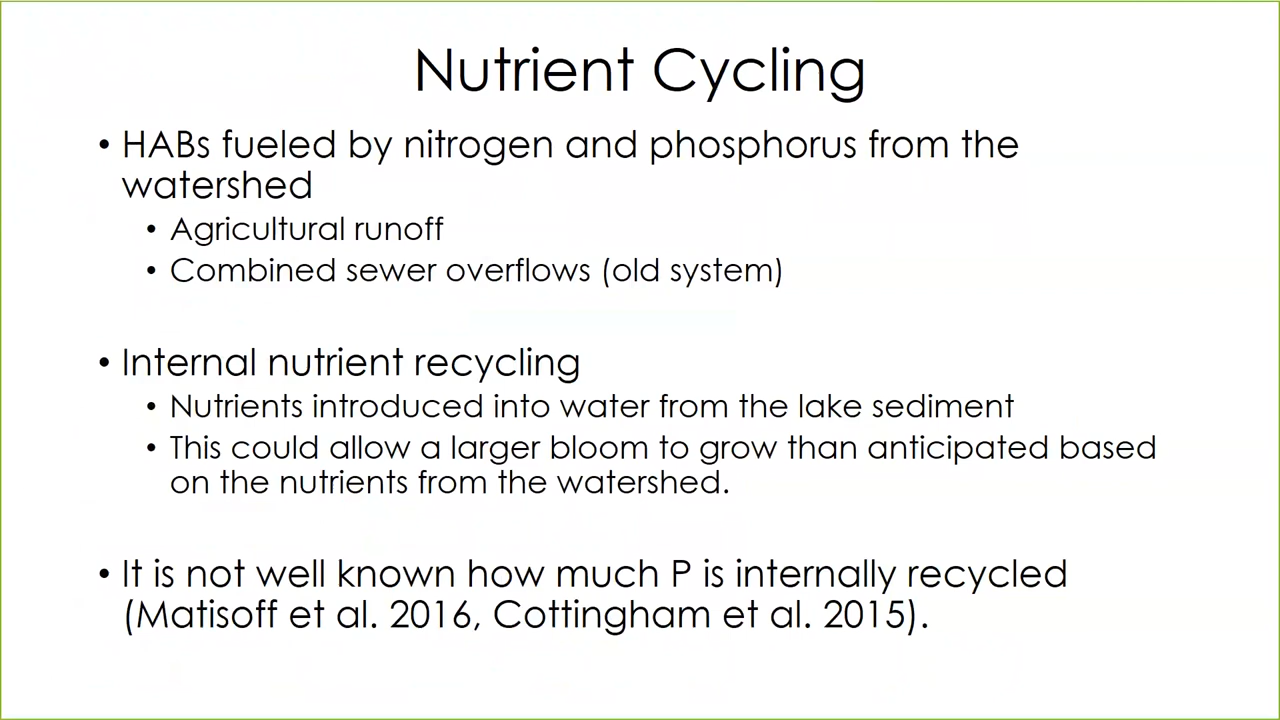 Nutrient Cycling
• HABs fueled by nitrogen and phosphorus from the
watershed
• Agricultural runoff
• Combined sewer overflows (old system)
• Internal nutrient recycling
• Nutrients introduced into water from the lake sediment
• This could allow a larger bloom to grow than anticipated based
on the nutrients from the watershed.
• It is not well known how much P is internally recycled
(Matisoff et al. 2016, Cottingham et al. 2015).